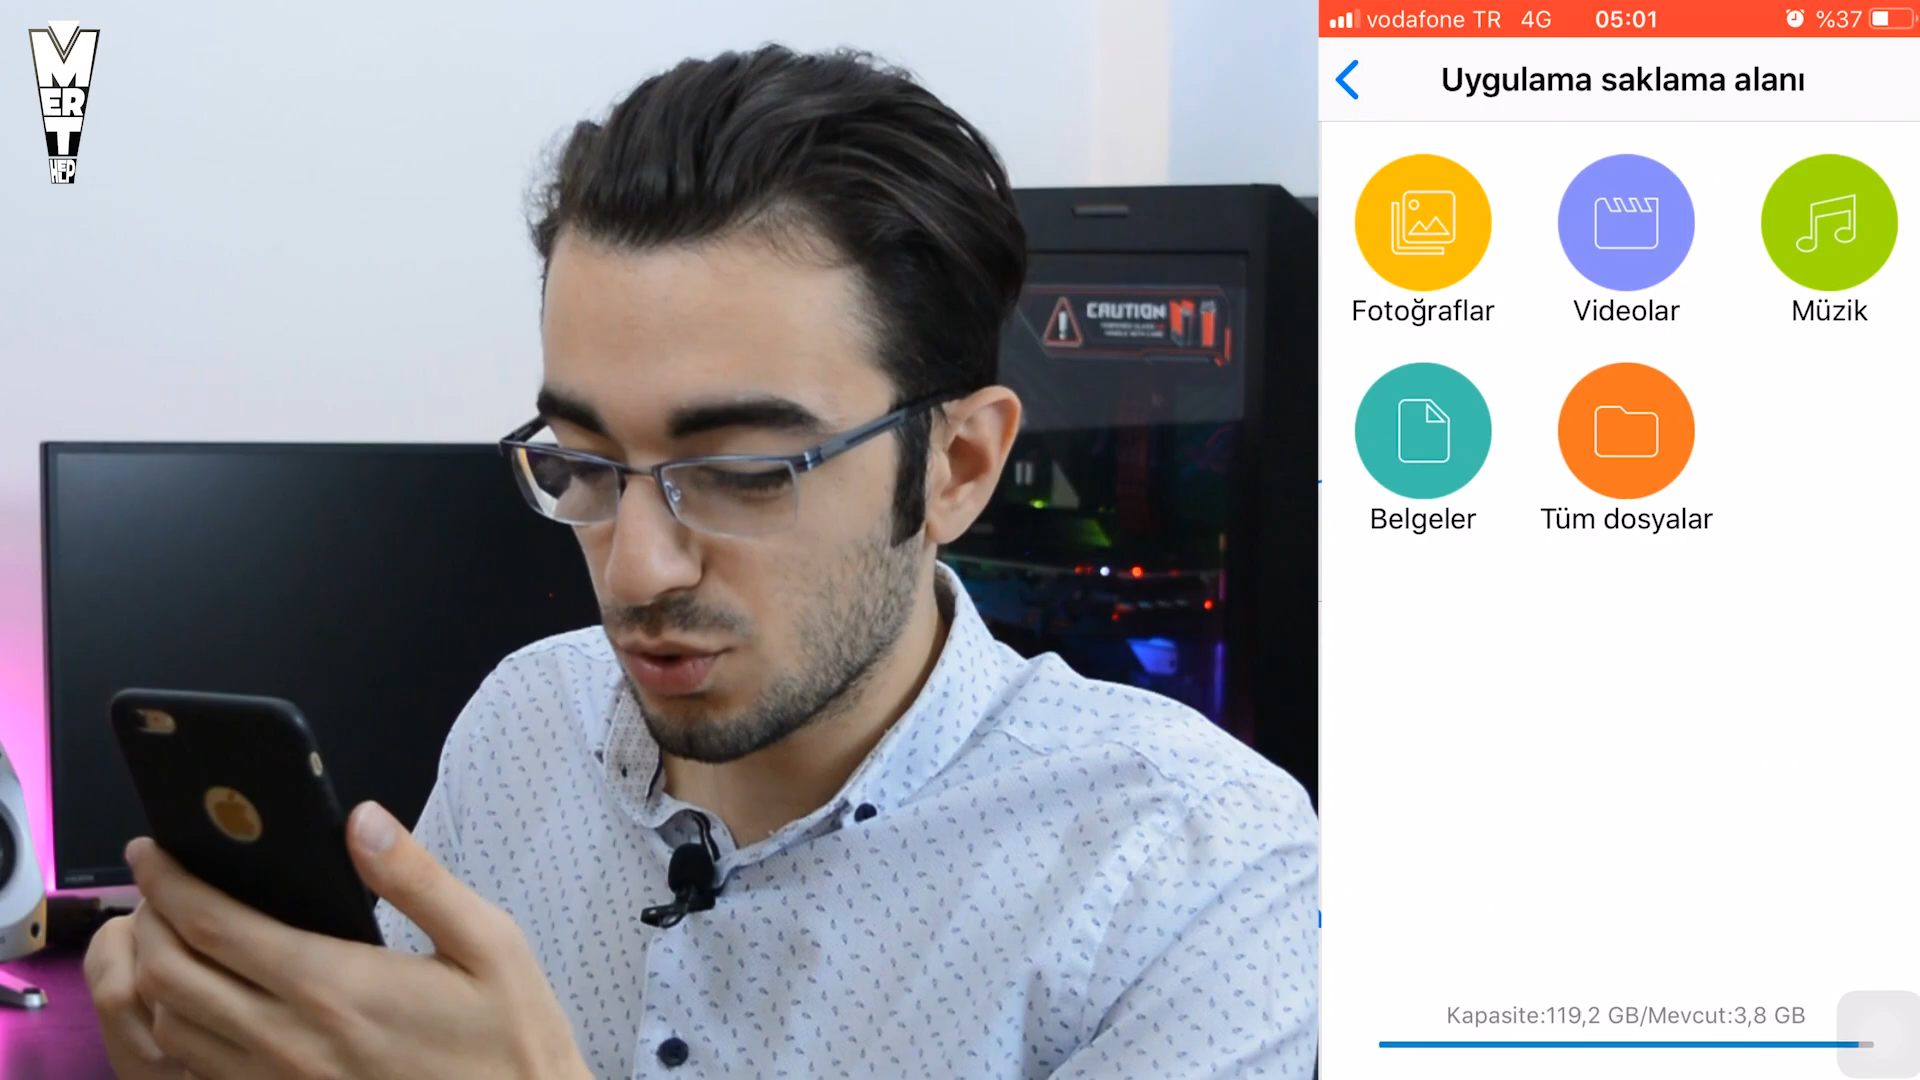 MERT
HELP
CAUTION
vodafone TR 4G 05:01 %37
Uygulama saklama alanı
Fotoğraflar Videolar Müzik
Belgeler Tüm dosyalar
Kapasite:119,2 GB/Mevcut:3,8 GB